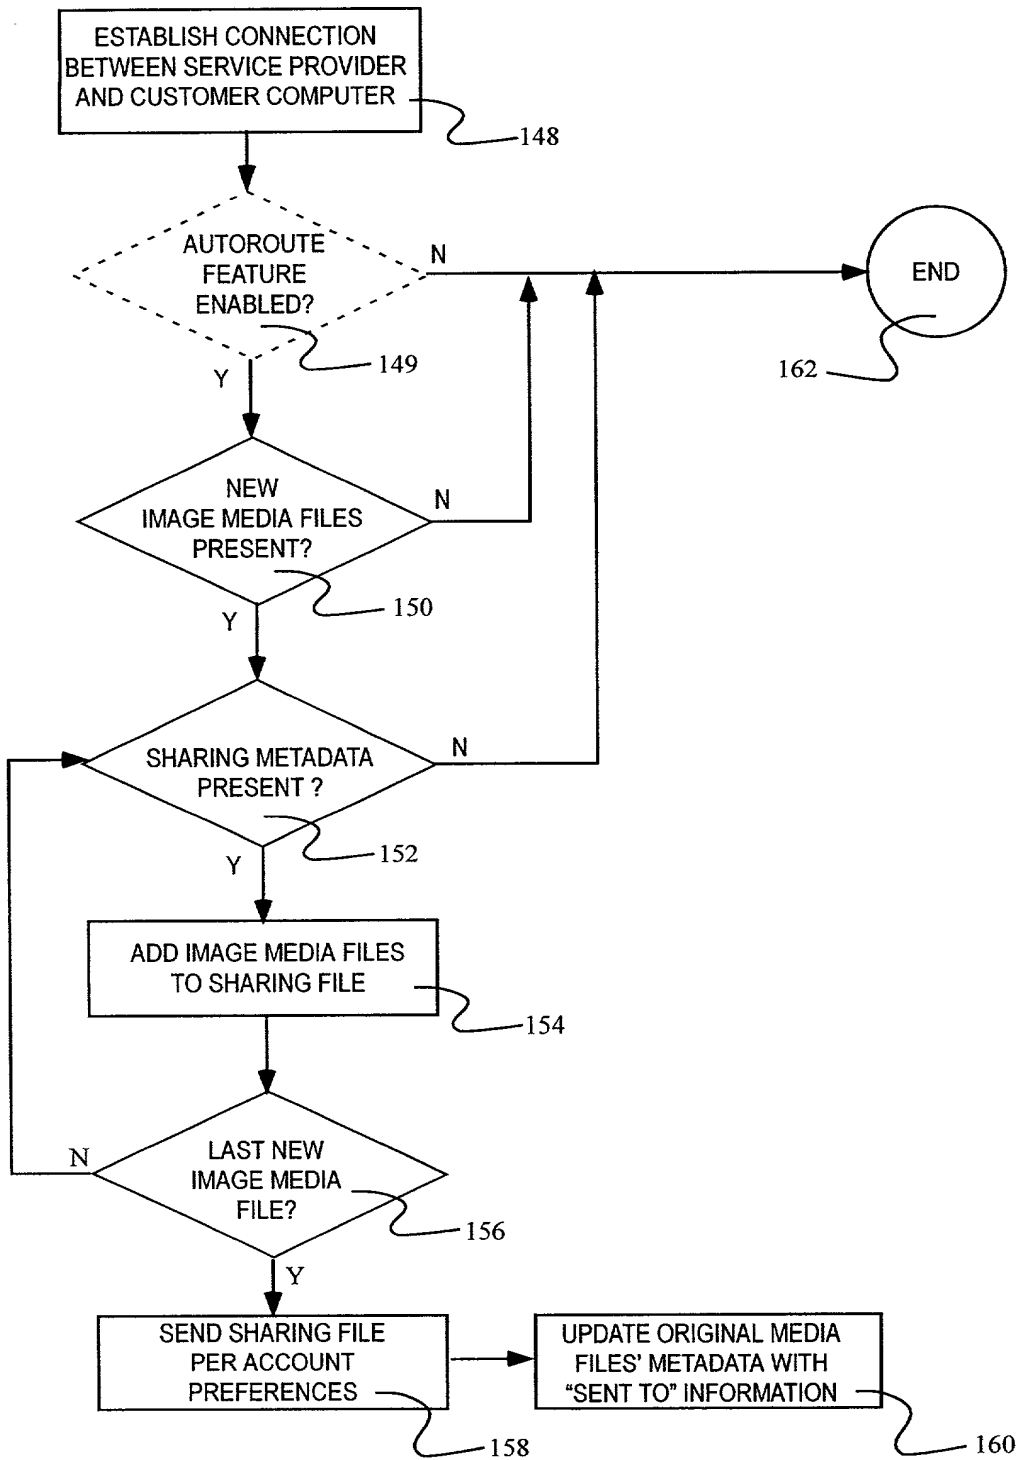 ESTABLISH CONNECTION
BETWEEN SERVICE PROVIDER
AND CUSTOMER COMPUTER
148
AUTOROUTE
FEATURE
ENABLED?
N
149
Y
END
162
NEW
IMAGE MEDIA FILES
PRESENT?
N
150
Y
SHARING METADATA
PRESENT ?
N
152
Y
ADD IMAGE MEDIA FILES
TO SHARING FILE
154
LAST NEW
IMAGE MEDIA
FILE?
N
156
Y
SEND SHARING FILE
PER ACCOUNT
PREFERENCES
158
UPDATE ORIGINAL MEDIA
FILES’ METADATA WITH
“SENT TO” INFORMATION
160